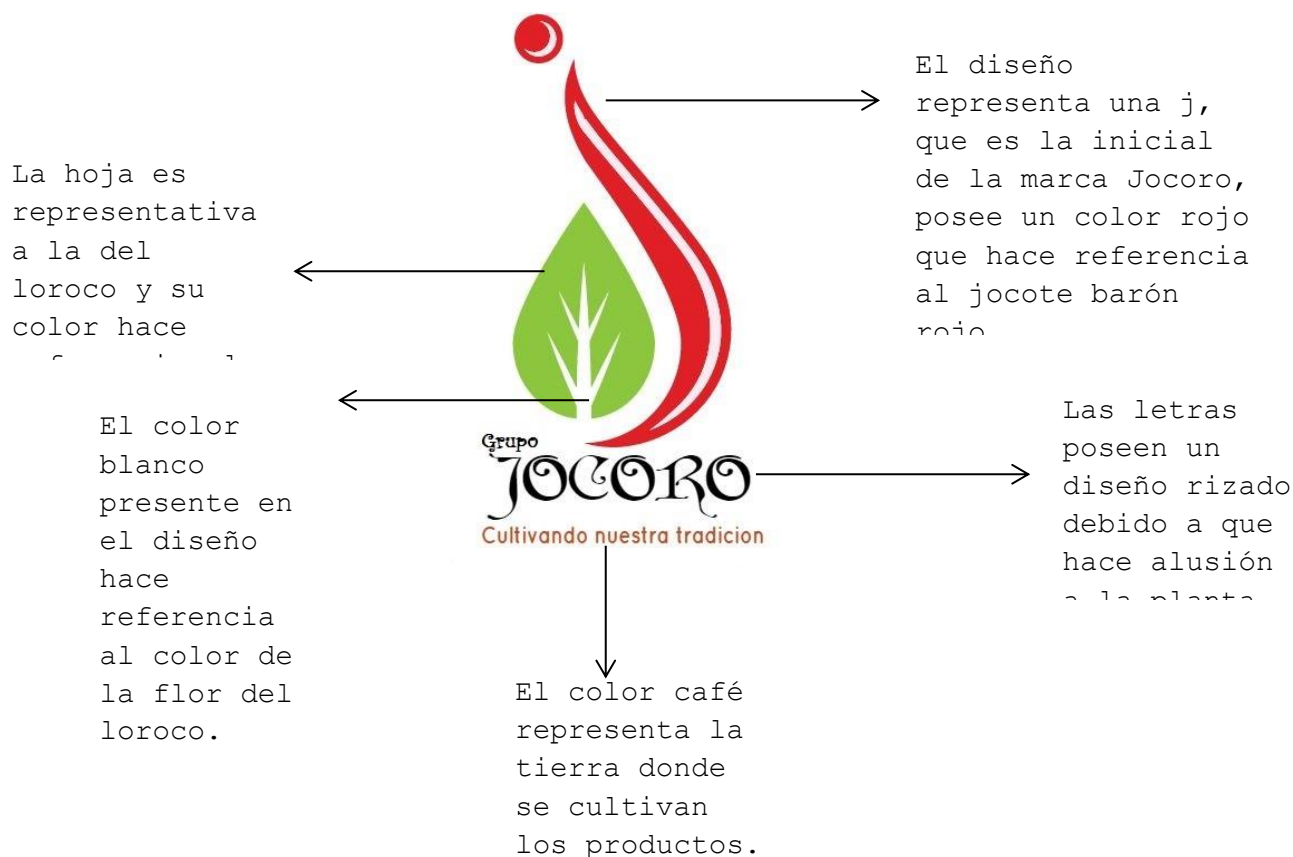 El diseño
representa una j,
que es la inicial
de la marca Jocoro,
posee un color rojo
que hace referencia
al jocote barón
rojo
La hoja es
representativa
a la del
loroco y su
color hace
El color
blanco
presente en
el diseño
hace
referencia
al color de
la flor del
loroco.
Grupo
JOCORO
Cultivando nuestra tradicion
Las letras
poseen un
diseño rizado
debido a que
hace alusión
a la planta
El color café
representa la
tierra donde
se cultivan
los productos.